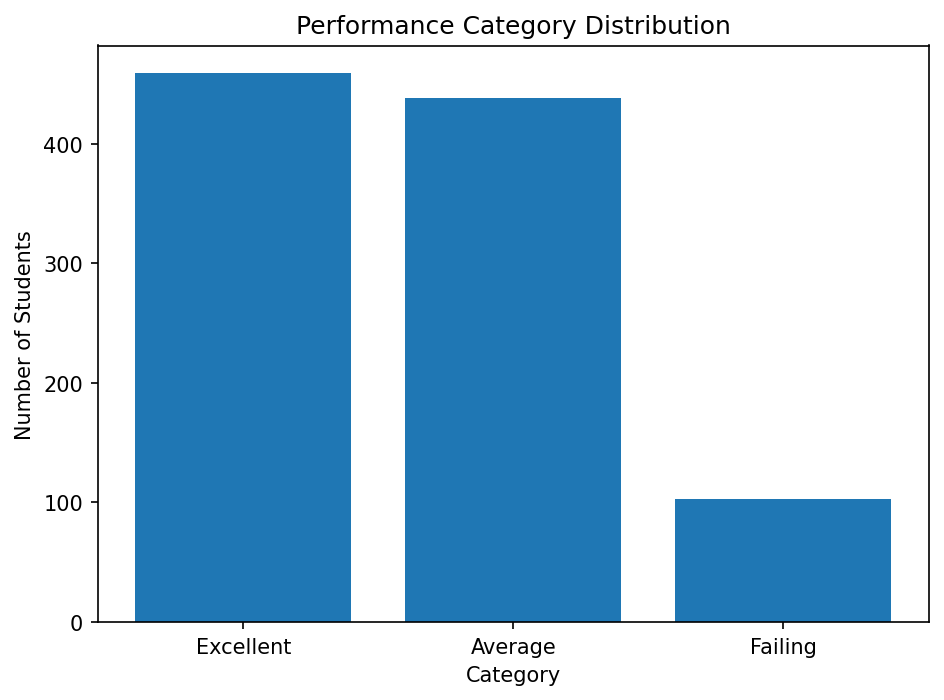 Performance Category Distribution
Number of Students
400
300
200
100
0
Excellent Average Failing
Category